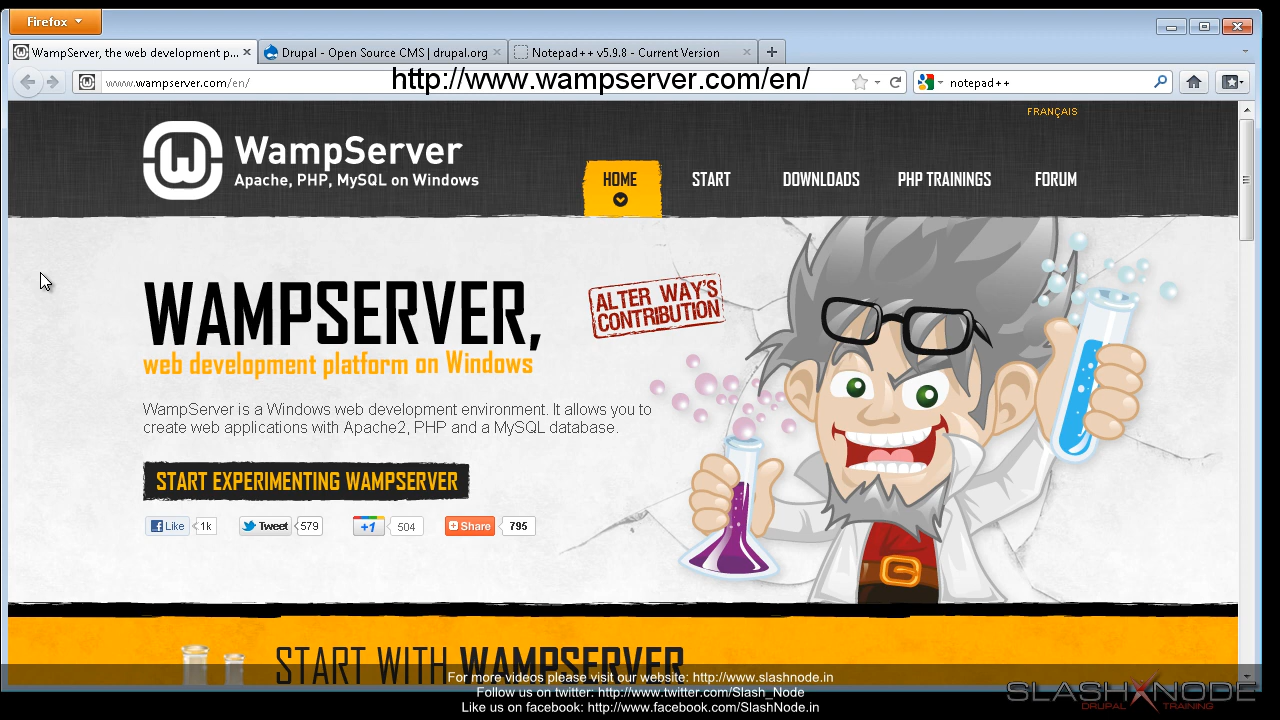 Firefox
WampServer, the web development p...
Drupal - Open Source CMS | drupal.org
Notepad++ v5.9.8 - Current Version
www.wampserver.com/en/
http://www.wampserver.com/en/
notepad++
FRANÇAIS
WampServer
Apache, PHP, MySQL on Windows
HOME
START
DOWNLOADS
PHP TRAININGS
FORUM
WAMPSERVER,
web development platform on Windows
ALTER WAY'S
CONTRIBUTION
WampServer is a Windows web development environment. It allows you to
create web applications with Apache2, PHP and a MySQL database.
START EXPERIMENTING WAMPSERVER
Like 1k
Tweet 579
+1 504
Share 795
START WITH WAMPSERVER
For more videos please visit our website: http://www.slashnode.in
Follow us on twitter: http://www.twitter.com/Slash_Node
Like us on facebook: http://www.facebook.com/SlashNode.in
SLASH NODE
DRUPAL TRAINING